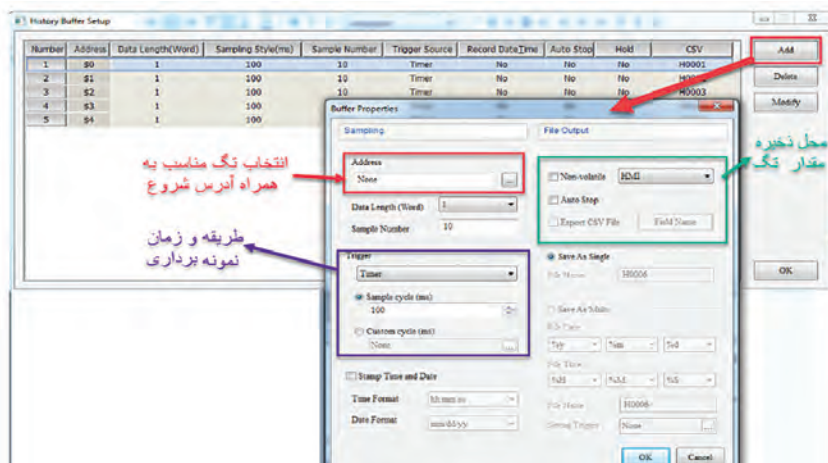 History Buffer Setup
Number Address Data Length(Word) Sampling Style(ms) Sample Number Trigger Source Record DateTime Auto Stop Hold CSV
1 $0 1 100 10 Timer No No No H0001
2 $1 1 100 10 Timer No No No
3 $2 1 100 10 Timer No No No H0003
4 $3 1 100
5 $4 1 100
Add
Delete
Modify
OK
Buffer Properties
Sampling
File Output
Address
None
...
Data Length (Word) 1
Sample Number 10
Trigger
Timer
Sample cycle (ms)
100
Custom cycle (ms)
None
...
Stamp Time and Date
Time Format hh:mm:ss
Date Format mm/dd/yy
Non-volatile HMI
Auto Stop
Export CSV File Field Name
Save As Single
File Name H0006
Save As Multi
File Date
%y %m %d
File Time
%H %M %S
File Name H0006
None ...
OK Cancel
انتخاب تگ مناسب به
همراه آدرس شروع
طریقه و زمان
نمونه برداری
محل ذخیره
مقدار تگ